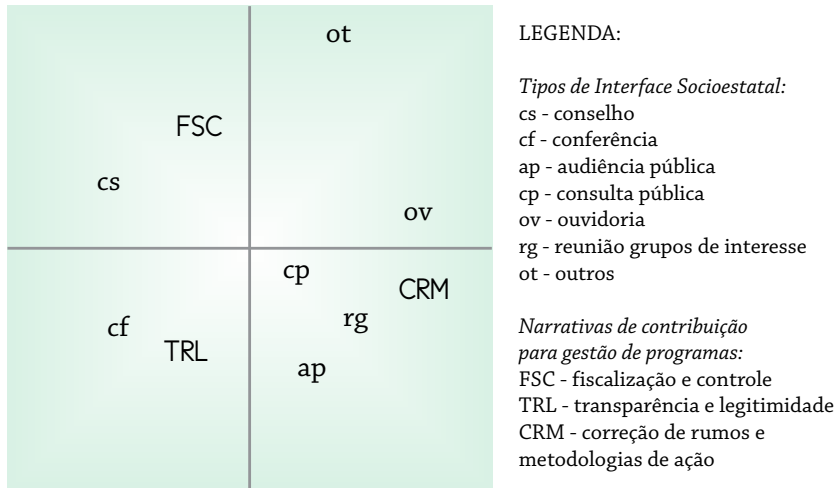 ot
FSC
cs
ov
cp
CRM
rg
cf
TRL
ap
LEGENDA:
Tipos de Interface Socioestatal:
cs - conselho
cf - conferência
ap - audiência pública
cp - consulta pública
ov - ouvidoria
rg - reunião grupos de interesse
ot - outros
Narrativas de contribuição
para gestão de programas:
FSC - fiscalização e controle
TRL - transparência e legitimidade
CRM - correção de rumos e
metodologias de ação